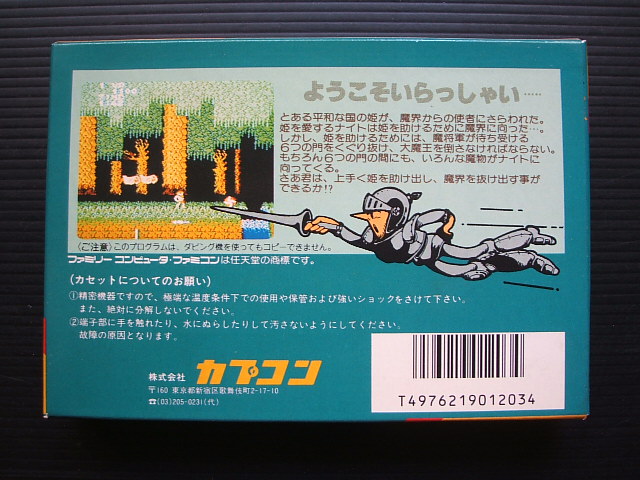 ようこそいらっしゃい……
とある平和な国の姫が、魔界からの使者にさらわれた。
姫を愛するナイトは姫を助けるために魔界に向った…。
しかし、姫を助けるためには、魔将軍が待ち受ける
6つの門をくぐり抜け、大魔王を倒さなければならない。
もちろん6つの門の間にも、いろんな魔物がナイトに
向ってくる。
さあ君は、上手く姫を助け出し、魔界を抜け出す事が
できるか!?
(ご注意)このプログラムは、ダビング機を使ってもコピーできません。
ファミリーコンピュータ・ファミコンは任天堂の商標です。
(カセットについてのお願い)
①精密機器ですので、極端な温度条件下での使用や保管および強いショックをさけて下さい。
また、絶対に分解しないでください。
②端子部に手を触れたり、水にぬらしたりして汚さないようにしてください。
故障の原因となります。
株式会社 カプコン
〒160 東京都新宿区歌舞伎町2-17-10
☎(03)205-0231(代)
T4976219012034